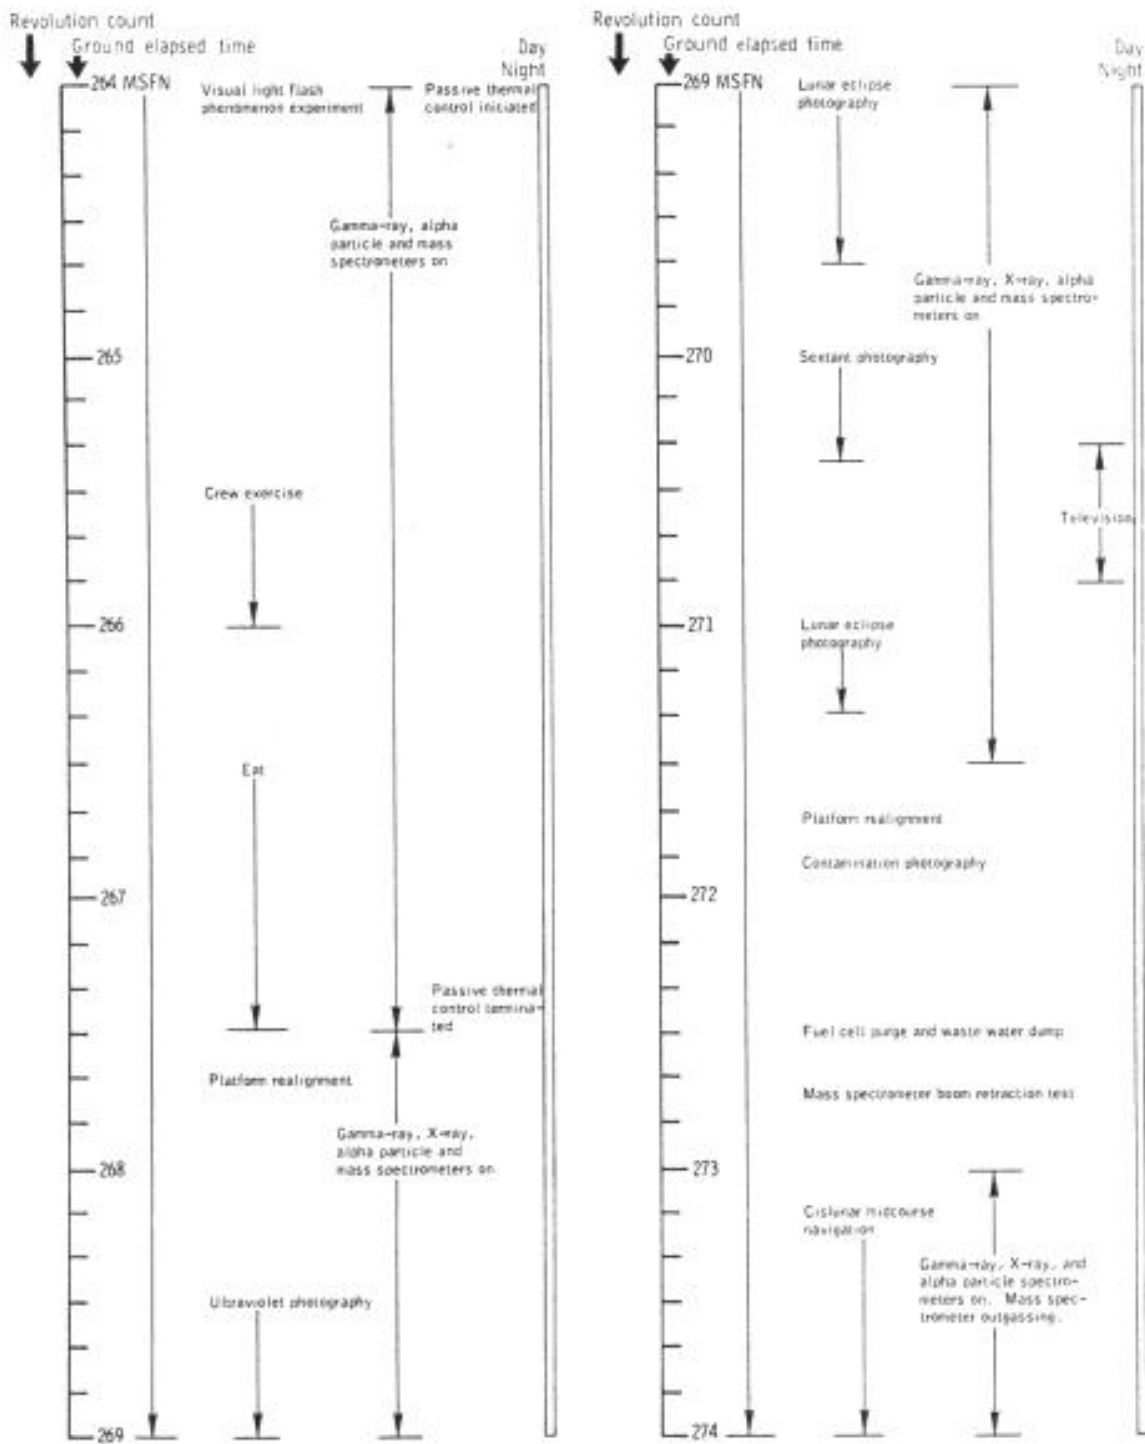 Revolution count
Ground elapsed time
Day
Night
264 MSFN
Visual light flash
phenomenon experiment
Passive thermal
control initiated
Gamma-ray, alpha
particle and mass
spectrometers on
265
Crew exercise
266
Eat
267
Passive thermal
control termina-
ted
Platform realignment
Gamma-ray, X-ray,
alpha particle and
mass spectrometers on
268
Ultraviolet photography
269
Revolution count
Ground elapsed time
Day
Night
269 MSFN
Lunar eclipse
photography
Gamma-ray, X-ray, alpha
particle and mass spectro-
meters on
270
Sextant photography
Television
271
Lunar eclipse
photography
Platform realignment
Contamination photography
272
Fuel cell purge and waste water dump
Mass spectrometer boom retraction test
273
Cislunar midcourse
navigation
Gamma-ray, X-ray, and
alpha particle spectro-
meters on. Mass spec-
trometer outgassing.
274